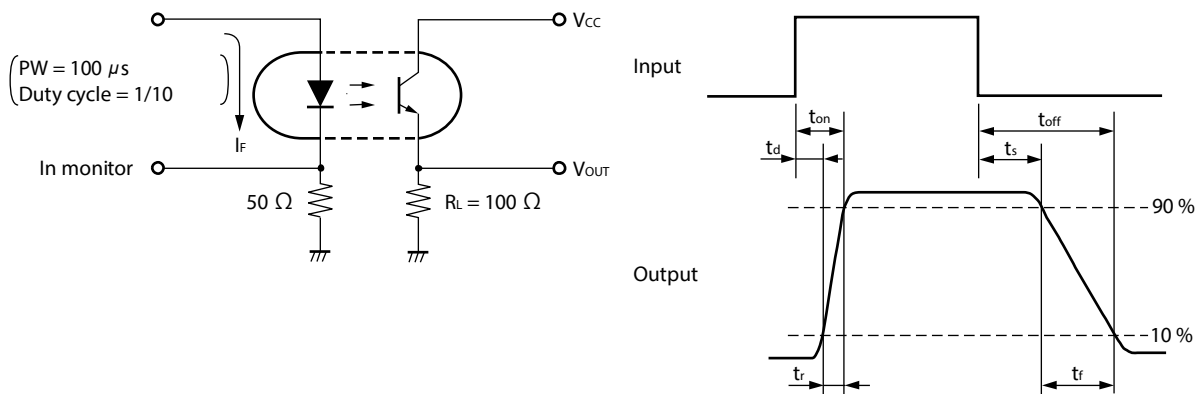 PW = 100 μs
Duty cycle = 1/10
IF
VCC
In monitor
VOUT
50 Ω
RL = 100 Ω
Input
ton
toff
td
ts
90 %
Output
10 %
tr
tf